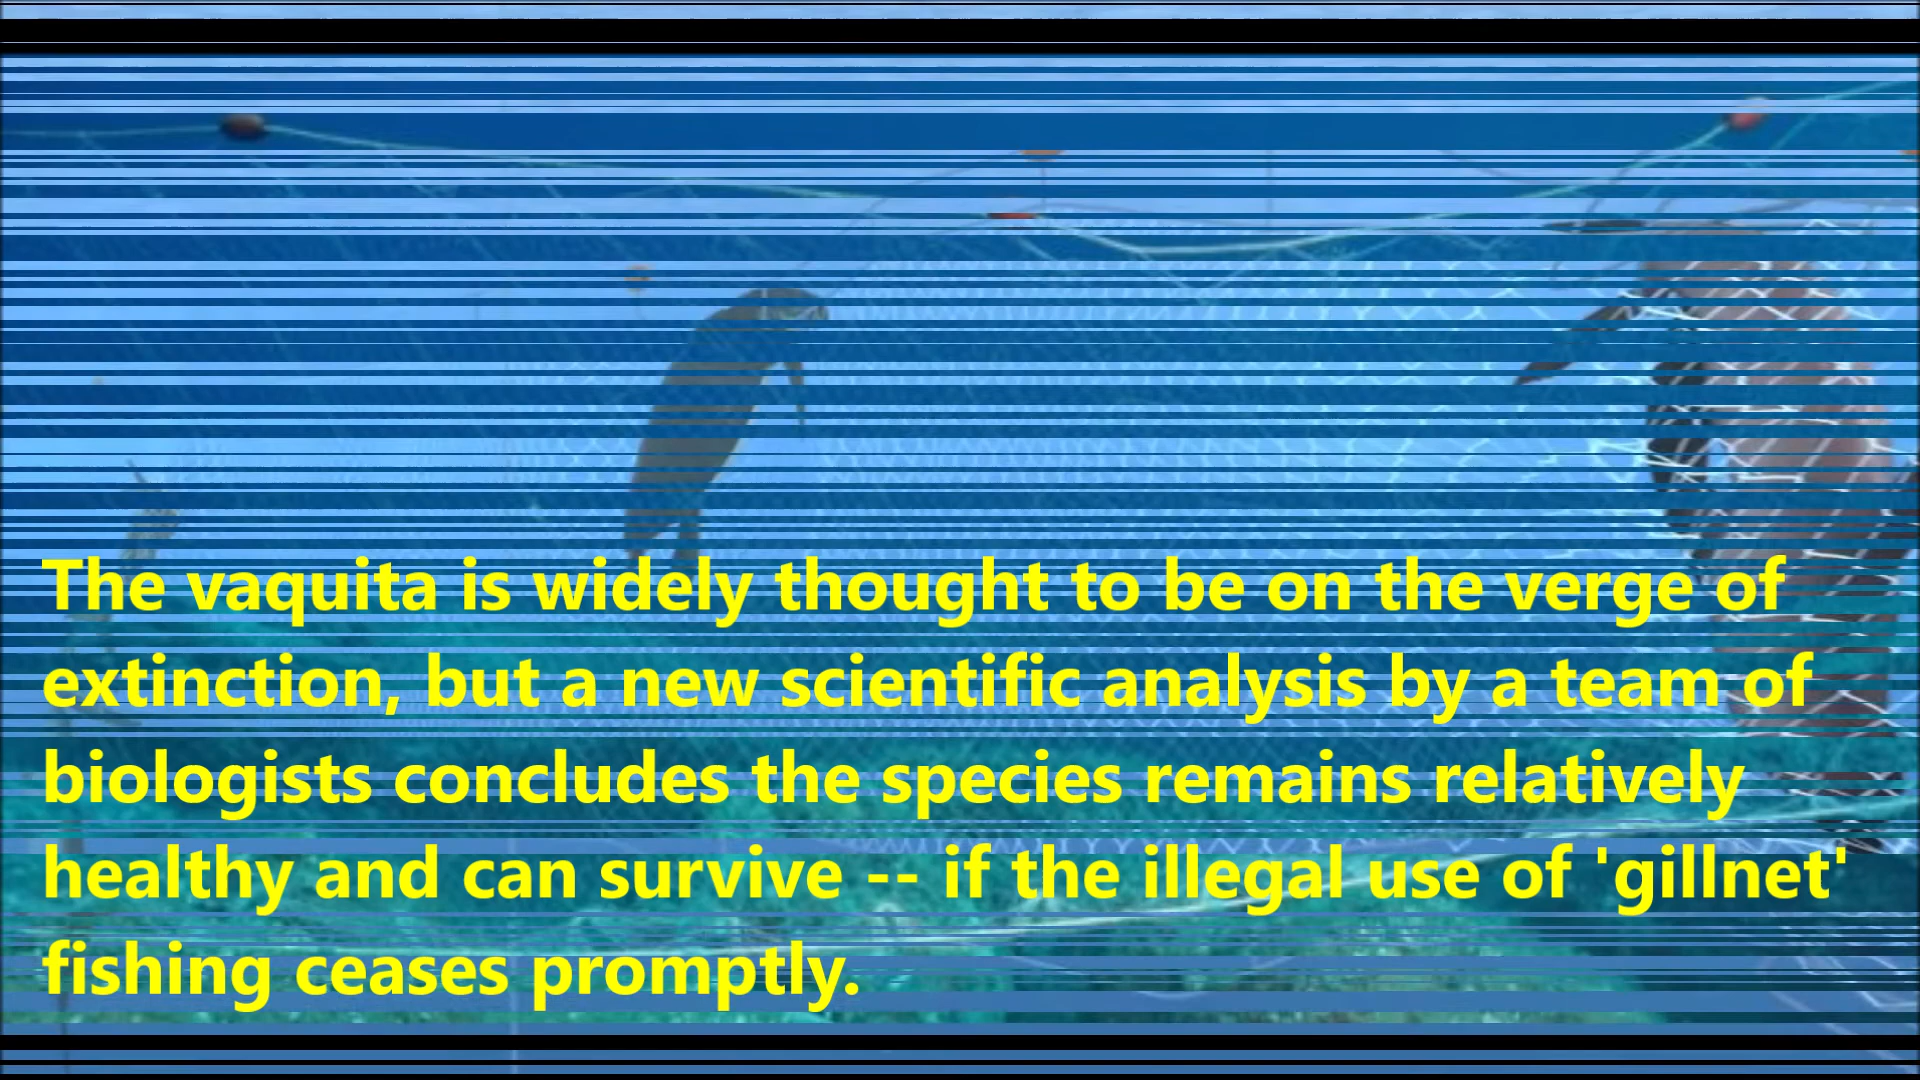 The vaquita is widely thought to be on the verge of
extinction, but a new scientific analysis by a team of
biologists concludes the species remains relatively
healthy and can survive -- if the illegal use of 'gillnet'
fishing ceases promptly.